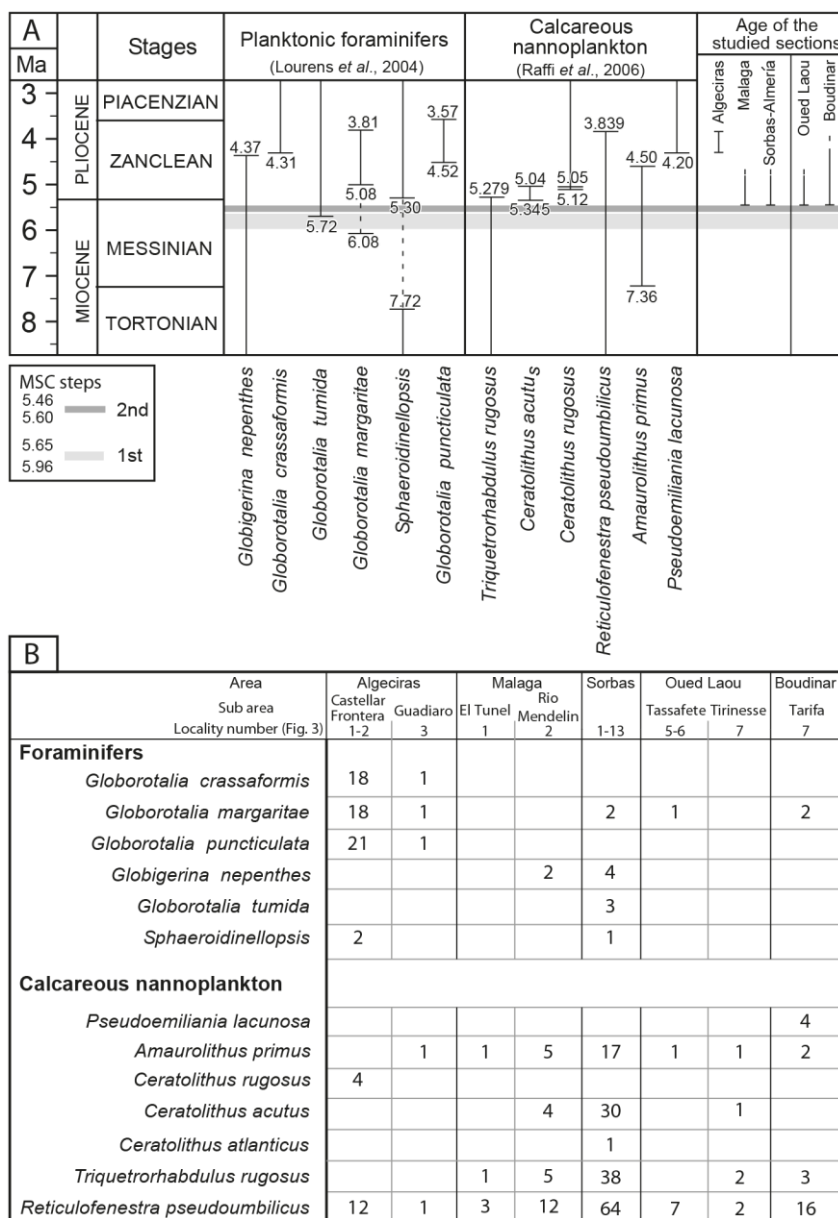 A
Ma
Stages
Planktonic foraminifers
(Lourens et al., 2004)
Calcareous
nannoplankton
(Raffi et al., 2006)
Age of
the studied sections
Algeciras
Malaga
Sorbas-Almería
Oued Laou
Boudinar
3
4
5
6
7
8
PLIOCENE
MIOCENE
PIACENZIAN
ZANCLEAN
MESSINIAN
TORTONIAN
4.37
4.31
5.72
3.81
5.08
6.08
5.30
7.72
3.57
4.52
5.279
5.04
5.345
5.05
5.12
3.839
4.50
7.36
4.20
MSC steps
5.46
5.60
2nd
5.65
5.96
1st
Globigerina nepenthes
Globorotalia crassaformis
Globorotalia tumida
Globorotalia margaritae
Sphaeroidinellopsis
Globorotalia puncticulata
Triquetrorhabdulus rugosus
Ceratolithus acutus
Ceratolithus rugosus
Reticulofenestra pseudoumbilicus
Amaurolithus primus
Pseudoemiliania lacunosa
B
Area Algeciras Malaga Sorbas Oued Laou Boudinar
Sub area Castellar Frontera Guadiaro El Tunel Rio Mendelin Tassafete Tirinesse Tarifa
Locality number (Fig. 3) 1-2 3 1 2 1-13 5-6 7 7
Foraminifers
Globorotalia crassaformis 18 1
Globorotalia margaritae 18 1 2 1 2
Globorotalia puncticulata 21 1
Globigerina nepenthes 2 4
Globorotalia tumida 3
Sphaeroidinellopsis 2 1
Calcareous nannoplankton
Pseudoemiliania lacunosa 4
Amaurolithus primus 1 1 5 17 1 1 2
Ceratolithus rugosus 4
Ceratolithus acutus 4 30 1
Ceratolithus atlanticus 1
Triquetrorhabdulus rugosus 1 5 38 2 3
Reticulofenestra pseudoumbilicus 12 1 3 12 64 7 2 16